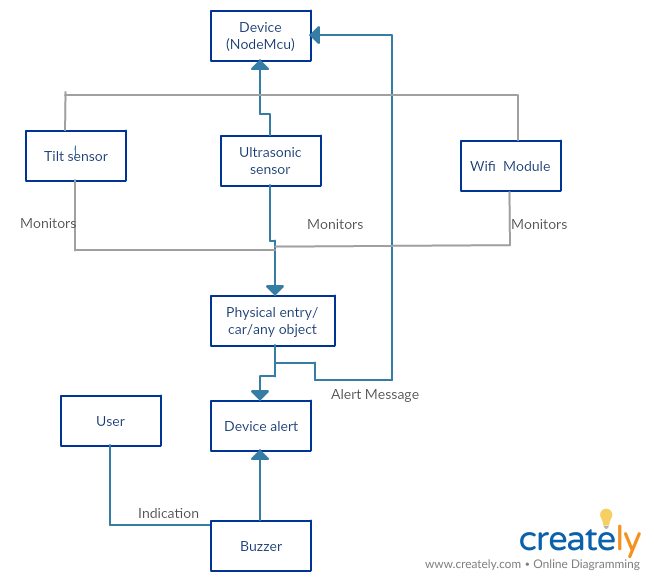 Device
(NodeMcu)
Tilt sensor
Ultrasonic
sensor
Wifi Module
Monitors
Monitors
Monitors
Physical entry/
car/any object
Alert Message
User
Device alert
Indication
Buzzer
creately
www.creately.com • Online Diagramming